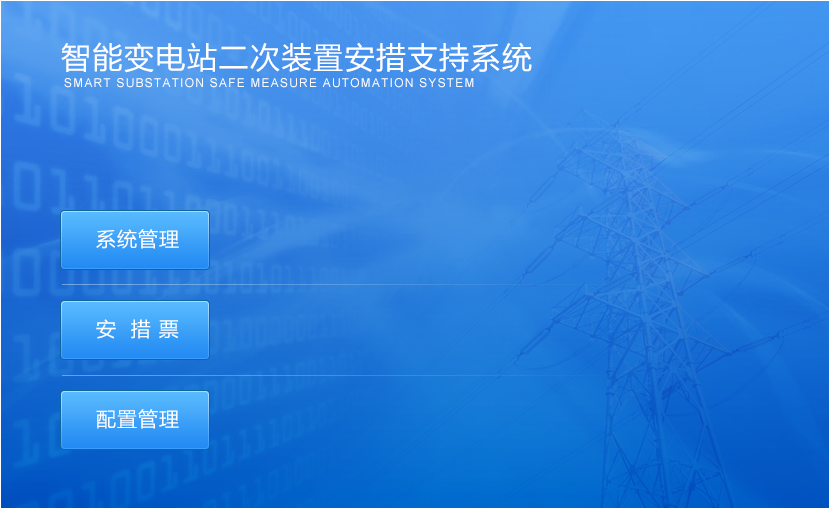 智能变电站二次装置安措支持系统
SMART SUBSTATION SAFE MEASURE AUTOMATION SYSTEM
系统管理
安 措 票
配置管理